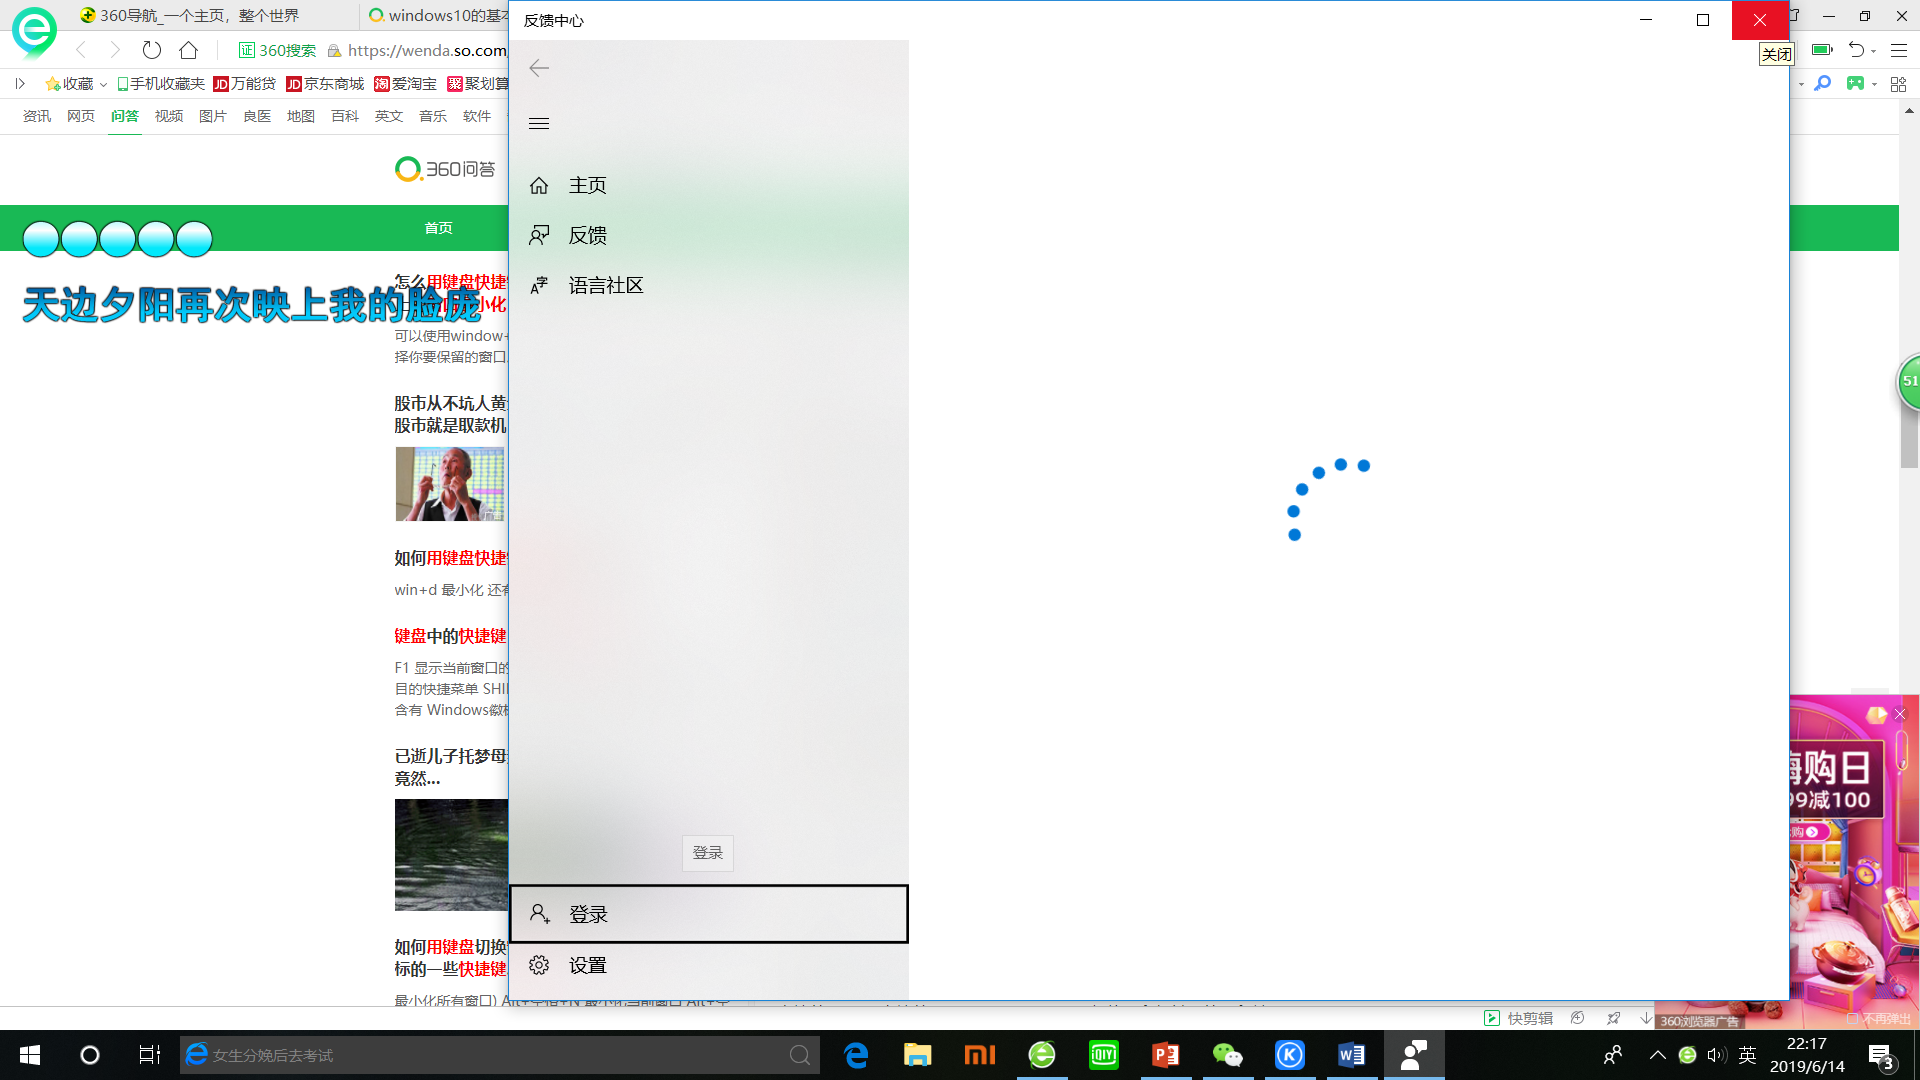 360导航_一个主页，整个世界
windows10的基本
反馈中心
关闭
证 360搜索
https://wenda.so.com
收藏 手机收藏夹 JD 万能贷 JD 京东商城 淘 爱淘宝 聚 聚划算
资讯 网页 问答 视频 图片 良医 地图 百科 英文 音乐 软件
360问答
首页
天边夕阳再次映上我的脸庞
怎么用键盘快捷
可以使用window+
择你要保留的窗口
股市从不坑人黄
股市就是取款机
如何用键盘快捷
win+d 最小化 还有
键盘中的快捷键
F1 显示当前窗口的
目的快捷菜单 SHI
含有 Windows徽标
已逝儿子托梦母
竟然...
如何用键盘切换
标的一些快捷键
主页
反馈
语言社区
登录
登录
设置
51
购日
99减100
购
360浏览器广告
不再弹出
快剪辑
女生分娩后去考试
英
22:17
2019/6/14
3